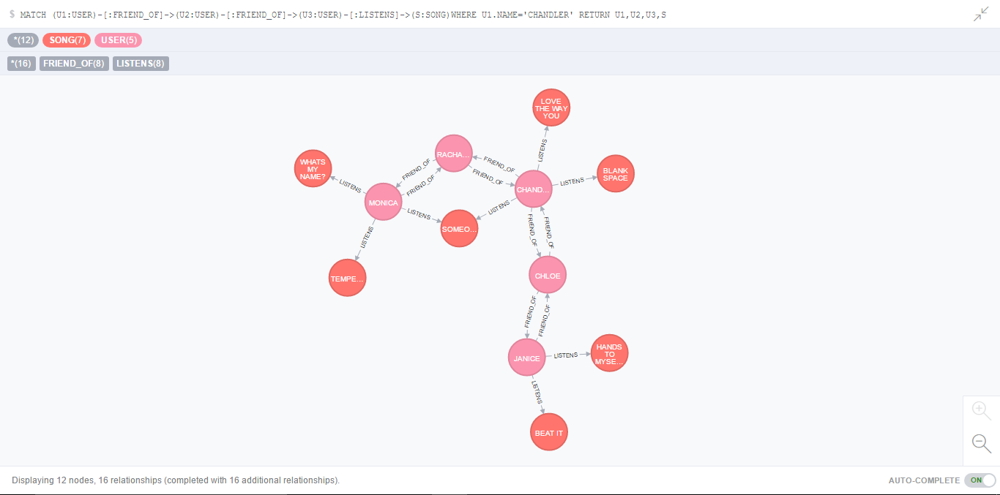 $ MATCH (U1:USER)-[:FRIEND_OF]->(U2:USER)-[:FRIEND_OF]->(U3:USER)-[:LISTENS]->(S:SONG)WHERE U1.NAME='CHANDLER' RETURN U1,U2,U3,S
*(12) SONG(7) USER(5)
*(16) FRIEND_OF(8) LISTENS(8)
LOVE
THE WAY
YOU
LISTENS
RACHA...
FRIEND_OF
FRIEND_OF
WHATS
MY
NAME?
LISTENS
FRIEND_OF
FRIEND_OF
BLANK
SPACE
LISTENS
CHAND...
MONICA
LISTENS
LISTENS
SOMEO...
LISTENS
FRIEND_OF
FRIEND_OF
TEMPE...
CHLOE
FRIEND_OF
FRIEND_OF
HANDS
TO
MYSE...
LISTENS
JANICE
LISTENS
BEAT IT
Displaying 12 nodes, 16 relationships (completed with 16 additional relationships).
AUTO-COMPLETE ON